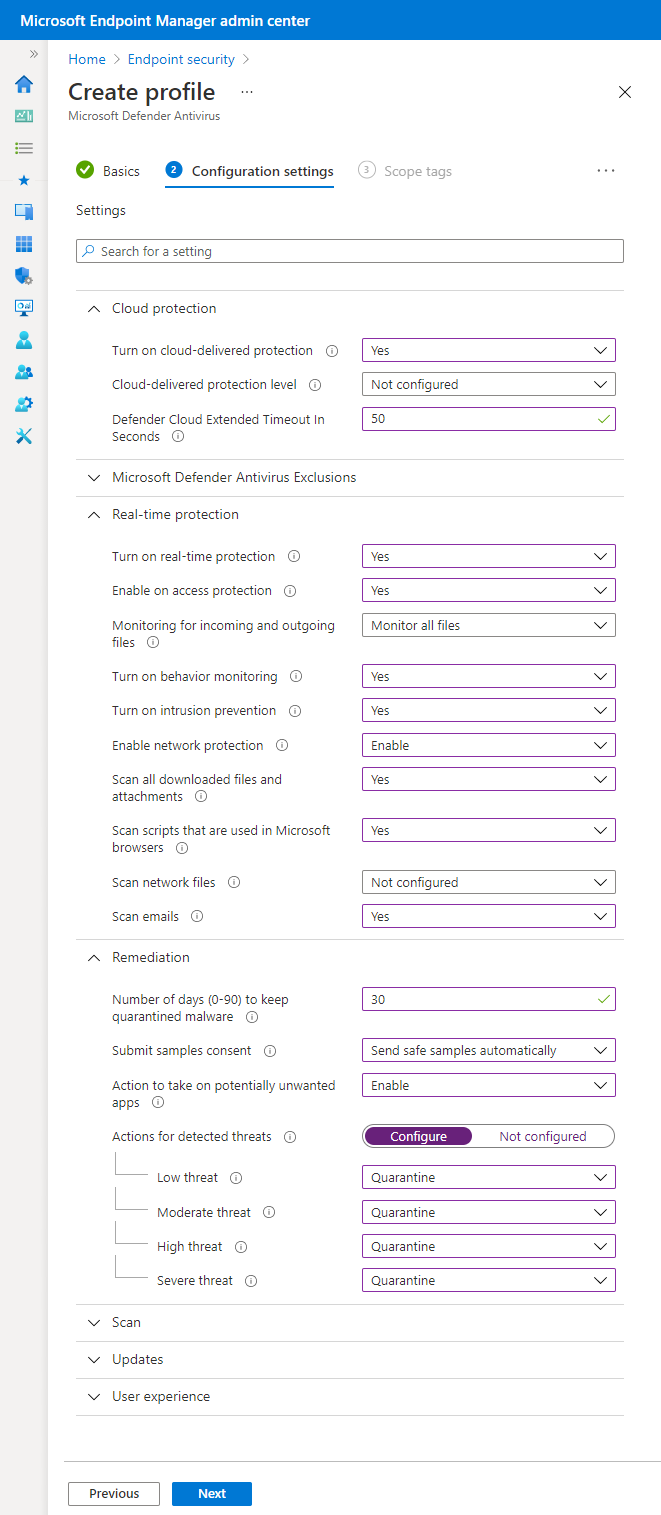 Microsoft Endpoint Manager admin center
Home > Endpoint security >
Create profile ...
Microsoft Defender Antivirus
Basics
2 Configuration settings
3 Scope tags
...
Settings
Search for a setting
Cloud protection
Turn on cloud-delivered protection
Yes
Cloud-delivered protection level
Not configured
Defender Cloud Extended Timeout In
Seconds
50
Microsoft Defender Antivirus Exclusions
Real-time protection
Turn on real-time protection
Yes
Enable on access protection
Yes
Monitoring for incoming and outgoing
files
Monitor all files
Turn on behavior monitoring
Yes
Turn on intrusion prevention
Yes
Enable network protection
Enable
Scan all downloaded files and
attachments
Yes
Scan scripts that are used in Microsoft
browsers
Yes
Scan network files
Not configured
Scan emails
Yes
Remediation
Number of days (0-90) to keep
quarantined malware
30
Submit samples consent
Send safe samples automatically
Action to take on potentially unwanted
apps
Enable
Actions for detected threats
Configure
Not configured
Low threat
Quarantine
Moderate threat
Quarantine
High threat
Quarantine
Severe threat
Quarantine
Scan
Updates
User experience
Previous
Next